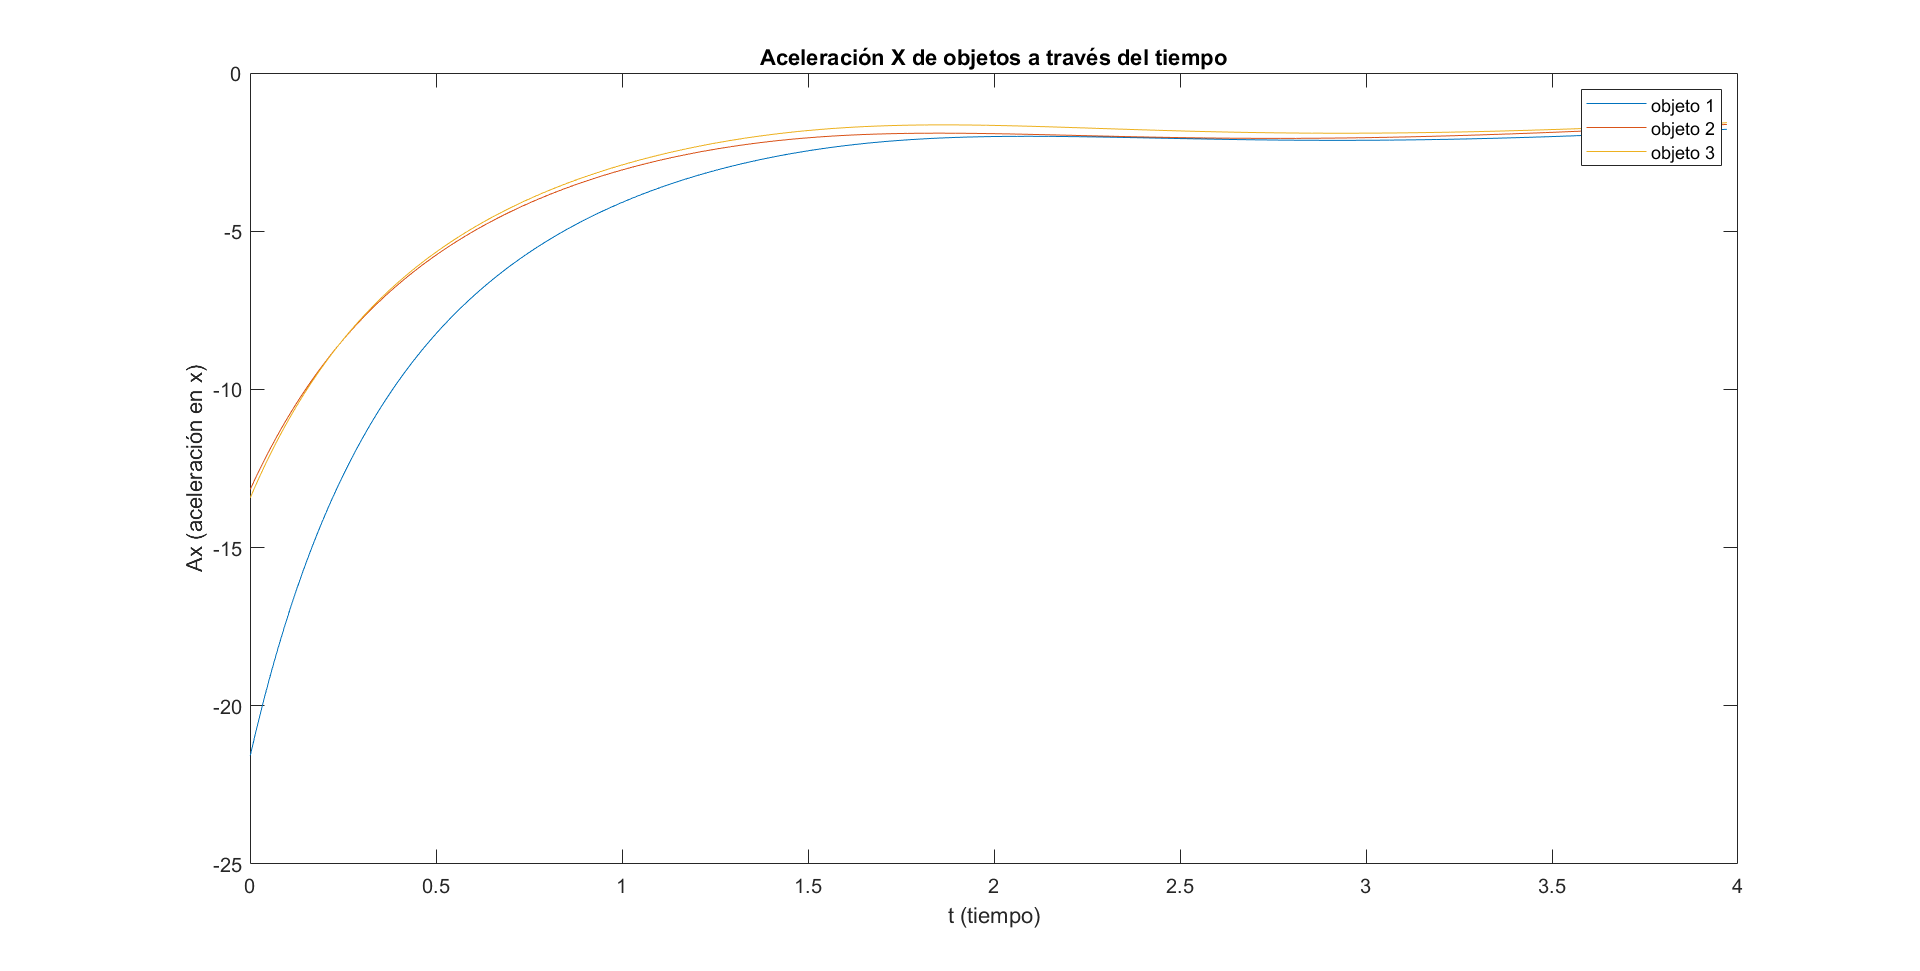 Aceleración X de objetos a través del tiempo
0
-5
-10
-15
-20
-25
Ax (aceleración en x)
objeto 1
objeto 2
objeto 3
0 0.5 1 1.5 2 2.5 3 3.5 4
t (tiempo)